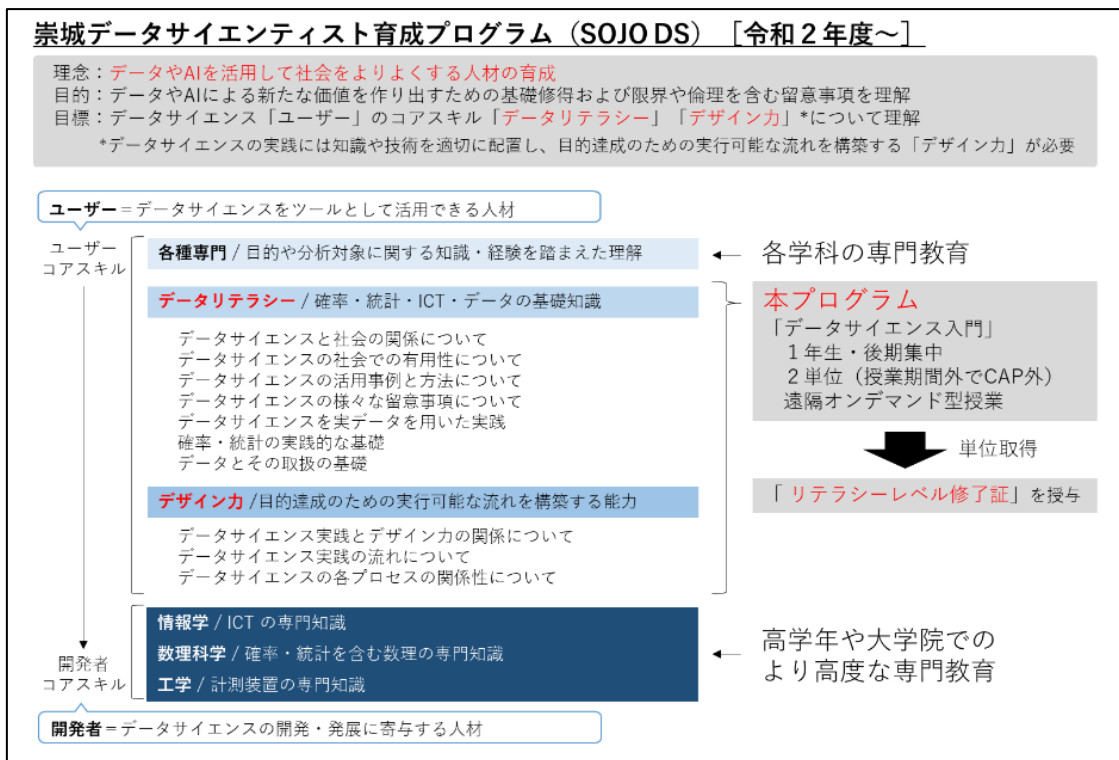 崇城データサイエンティスト育成プログラム（SOJO DS）［令和２年度～］
理念：データやAIを活用して社会をよりよくする人材の育成
目的：データやAIによる新たな価値を作り出すための基礎修得および限界や倫理を含む留意事項を理解
目標：データサイエンス「ユーザー」のコアスキル「データリテラシー」「デザイン力」*について理解
*データサイエンスの実践には知識や技術を適切に配置し、目的達成のための実行可能な流れを構築する「デザイン力」が必要
ユーザー＝データサイエンスをツールとして活用できる人材
ユーザー
コアスキル
各種専門 / 目的や分析対象に関する知識・経験を踏まえた理解
各学科の専門教育
データリテラシー / 確率・統計・ICT・データの基礎知識
データサイエンスと社会の関係について
データサイエンスの社会での有用性について
データサイエンスの活用事例と方法について
データサイエンスの様々な留意事項について
データサイエンスを実データを用いた実践
確率・統計の実践的な基礎
データとその取扱の基礎
デザイン力 /目的達成のための実行可能な流れを構築する能力
データサイエンス実践とデザイン力の関係について
データサイエンス実践の流れについて
データサイエンスの各プロセスの関係性について
本プログラム
「データサイエンス入門」
１年生・後期集中
２単位（授業期間外でCAP外）
遠隔オンデマンド型授業
単位取得
「リテラシーレベル修了証」を授与
開発者
コアスキル
情報学 / ICT の専門知識
数理科学 / 確率・統計を含む数理の専門知識
工学 / 計測装置の専門知識
高学年や大学院での
より高度な専門教育
開発者＝データサイエンスの開発・発展に寄与する人材